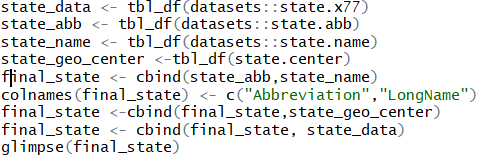 state_data <- tbl_df(datasets::state.x77)
state_abb <- tbl_df(datasets::state.abb)
state_name <- tbl_df(datasets::state.name)
state_geo_center <-tbl_df(state.center)
final_state <- cbind(state_abb,state_name)
colnames(final_state) <- c("Abbreviation","LongName")
final_state <-cbind(final_state,state_geo_center)
final_state <- cbind(final_state, state_data)
glimpse(final_state)